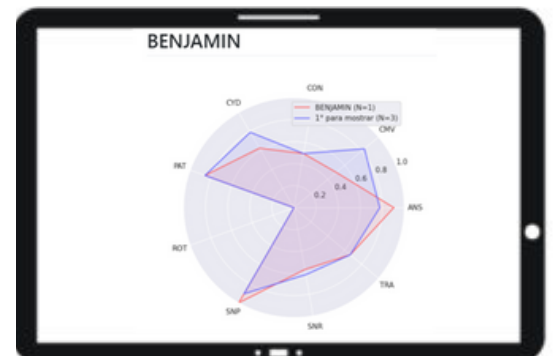 BENJAMIN
CON
CYD
BENJAMIN (N=1)
1° para mostrar (N=3)
CMV
PAT
1.0
0.8
0.6
0.4
0.2
ANS
ROT
TRA
SNP
SNR